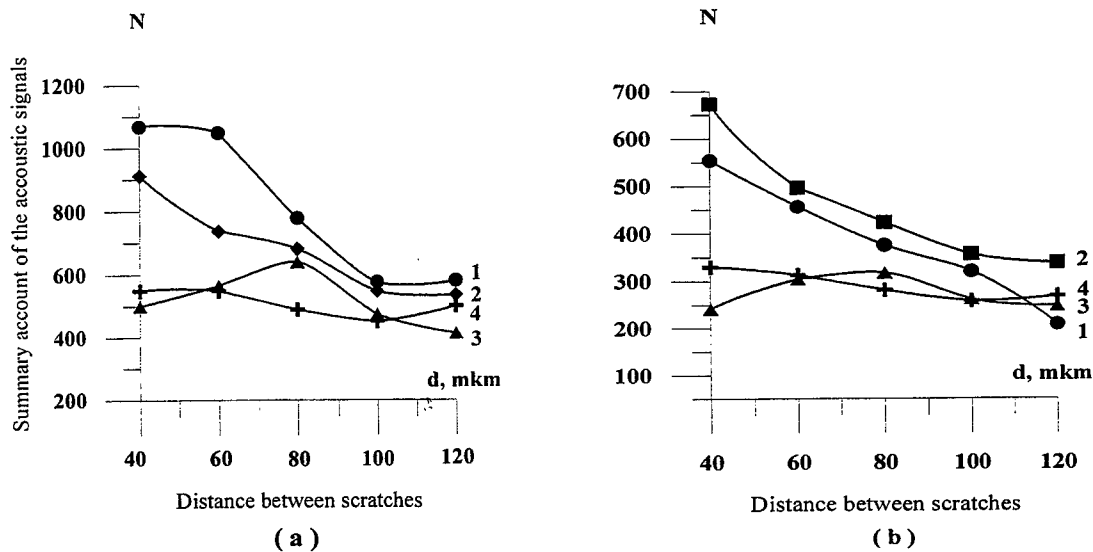 N
Summary account of the accoustic signals
1200
1000
800
600
400
200
1
2
4
3
d, mkm
40 60 80 100 120
Distance between scratches
( a )
N
700
600
500
400
300
200
100
2
4
3
1
d, mkm
40 60 80 100 120
Distance between scratches
( b )